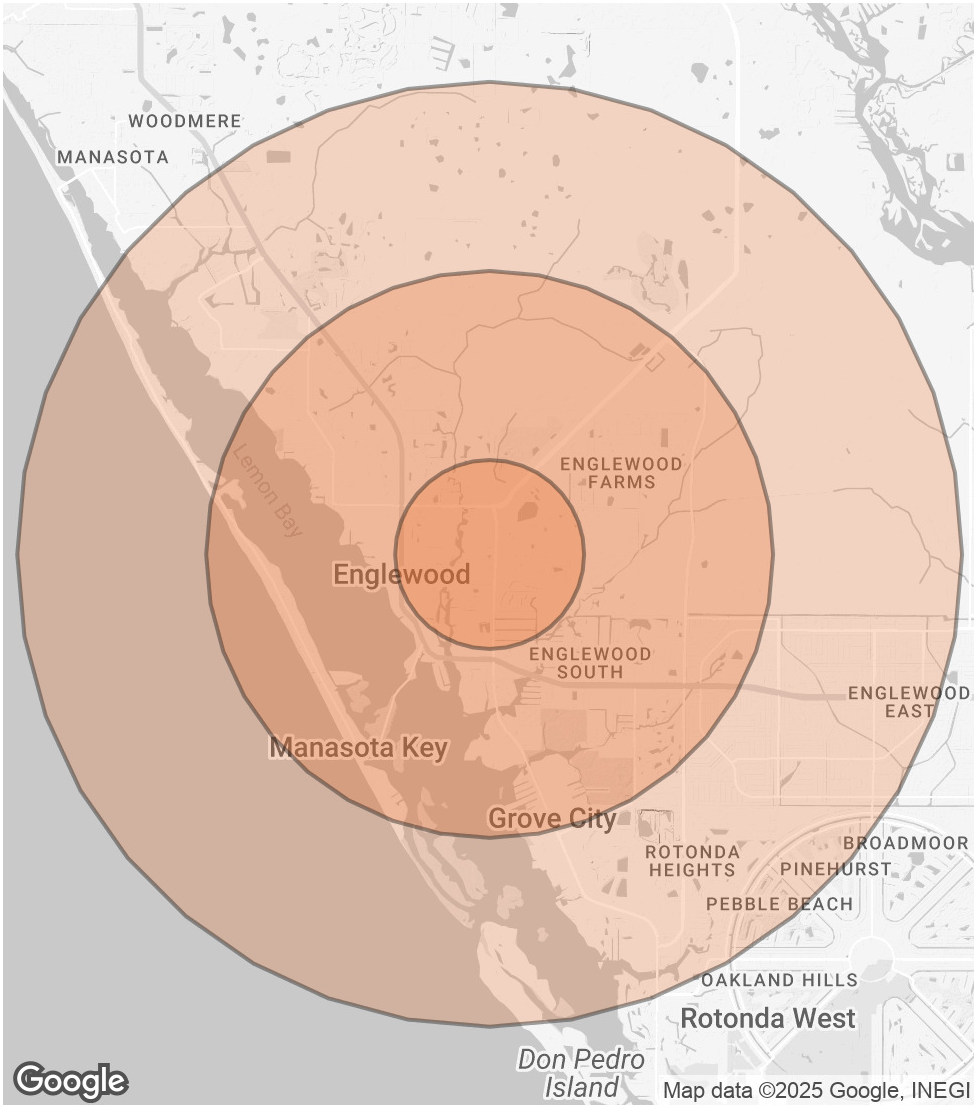 WOODMERE
MANASOTA
ENGLEWOOD
FARMS
Lemon Bay
Englewood
ENGLEWOOD
SOUTH
ENGLEWOOD
EAST
Manasota Key
Grove City
BROADMOOR
ROTONDA
HEIGHTS
PINEHURST
PEBBLE BEACH
OAKLAND HILLS
Rotonda West
Don Pedro
Island
Google
Map data ©2025 Google, INEGI